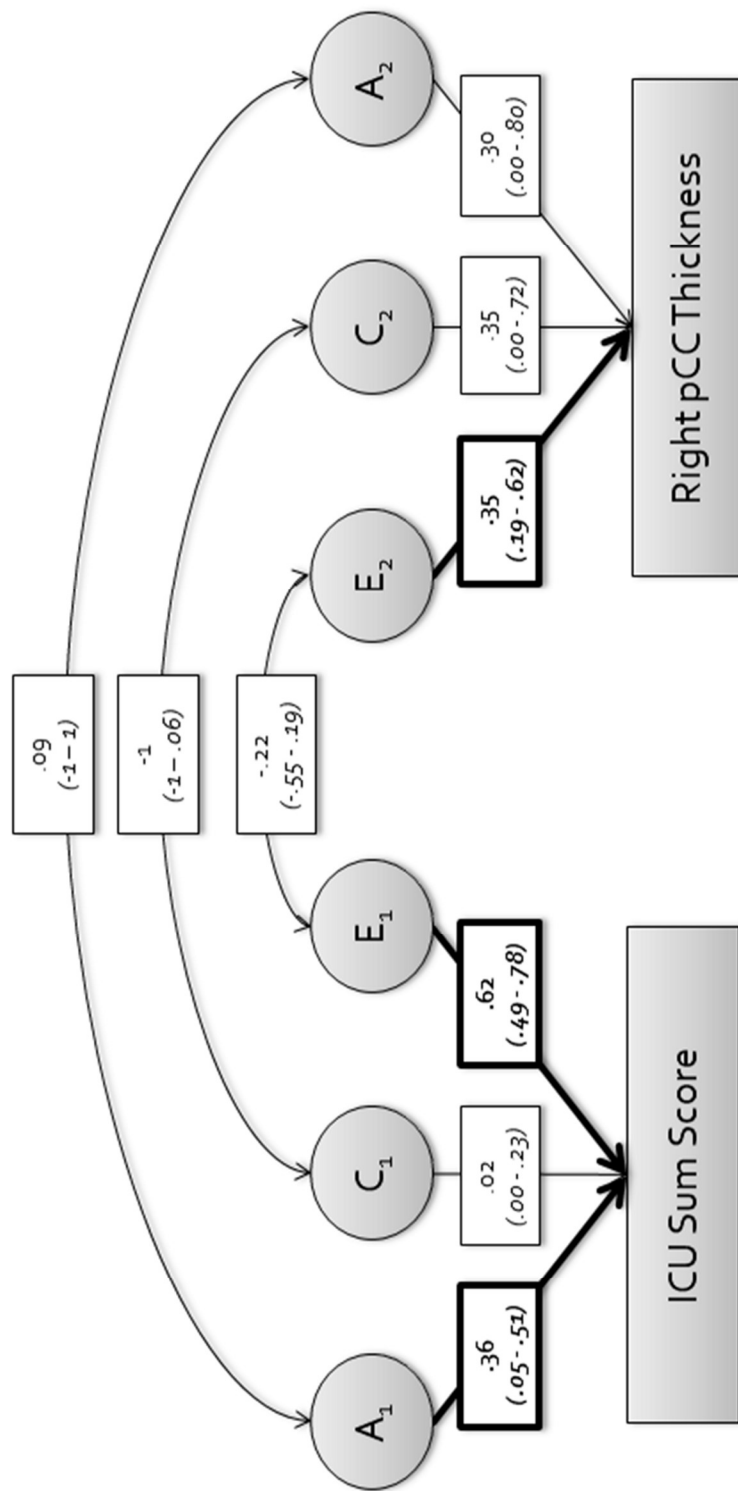 .09
(-1 – 1)
-1
(-1 – .06)
-.22
(-.55 - .19)
A₁
C₁
E₁
E₂
C₂
A₂
.36
(.05 - .51)
.02
(.00 - .23)
.62
(.49 - .78)
.35
(.19 - .62)
.35
(.00 - .72)
.30
(.00 - .80)
ICU Sum Score
Right pCC Thickness